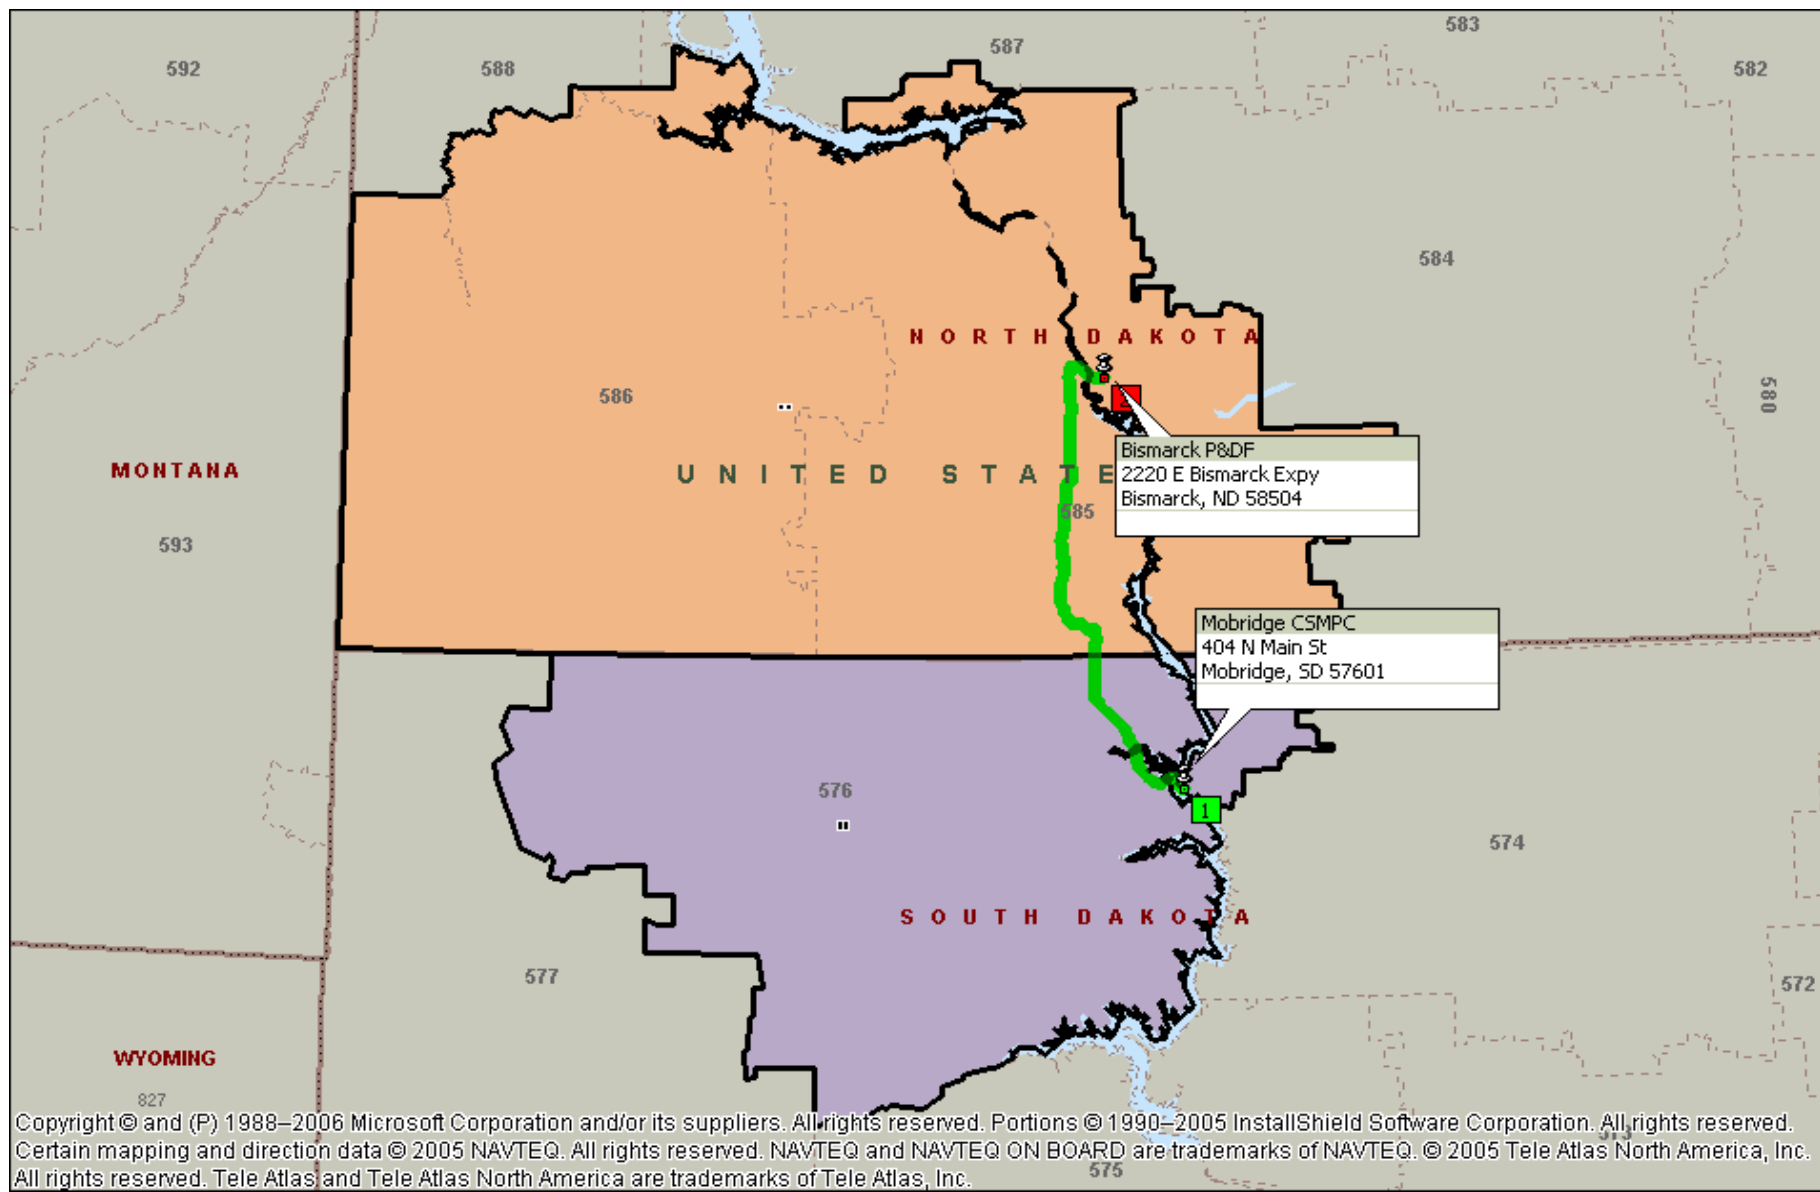 583
587
592
588
582
584
NORTH DAKOTA
580
586
2
Bismarck P&DF
MONTANA
UNITED STATE
2220 E Bismarck Expy
Bismarck, ND 58504
585
593
Mobridge CSMPC
404 N Main St
Mobridge, SD 57601
576
1
574
SOUTH DAKOTA
577
572
WYOMING
827
Copyright © and (P) 1988–2006 Microsoft Corporation and/or its suppliers. All rights reserved. Portions © 1990–2005 InstallShield Software Corporation. All rights reserved.
573
Certain mapping and direction data © 2005 NAVTEQ. All rights reserved. NAVTEQ and NAVTEQ ON BOARD are trademarks of NAVTEQ. © 2005 Tele Atlas North America, Inc.
575
All rights reserved. Tele Atlas and Tele Atlas North America are trademarks of Tele Atlas, Inc.